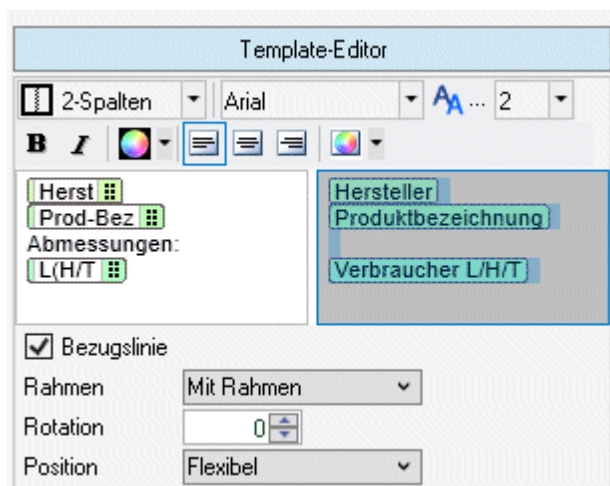 Template-Editor
2-Spalten Arial AA ... 2
B I
Herst Hersteller
Prod-Bez Produktbezeichnung
Abmessungen:
L(H/T Verbraucher L/H/T
Bezugslinie
Rahmen Mit Rahmen
Rotation 0
Position Flexibel